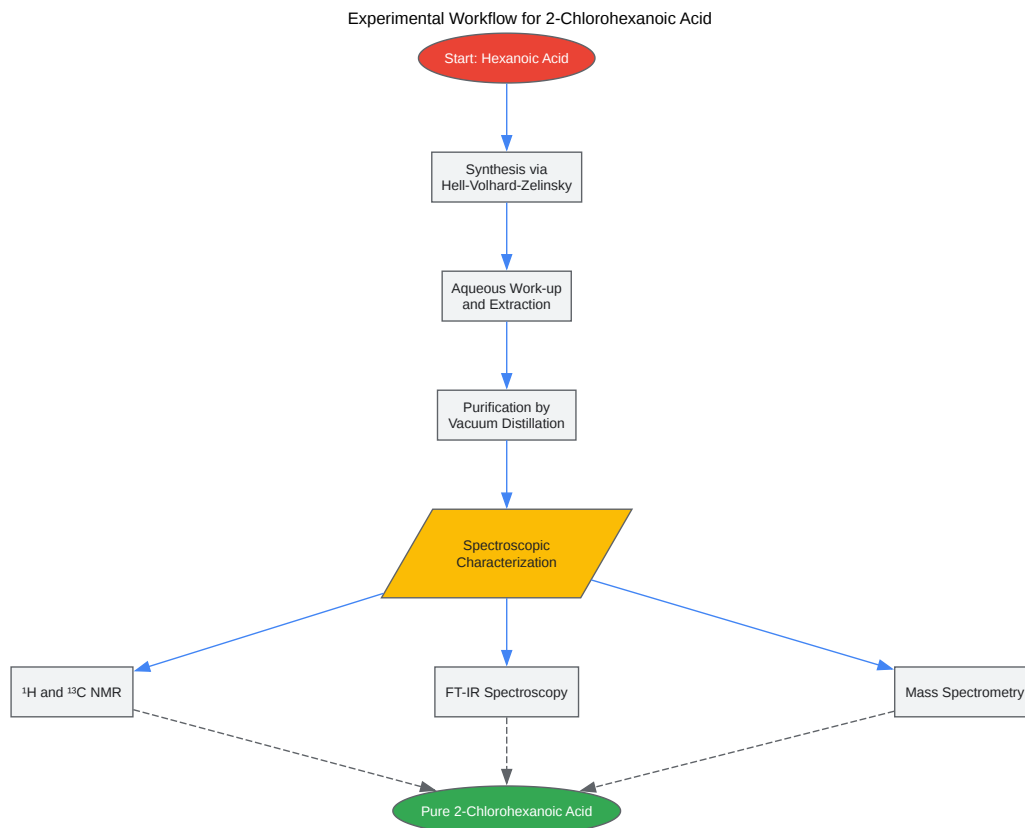 Experimental Workflow for 2-Chlorohexanoic Acid
Start: Hexanoic Acid
Synthesis via
Hell-Volhard-Zelinsky
Aqueous Work-up
and Extraction
Purification by
Vacuum Distillation
Spectroscopic
Characterization
¹H and ¹³C NMR
FT-IR Spectroscopy
Mass Spectrometry
Pure 2-Chlorohexanoic Acid